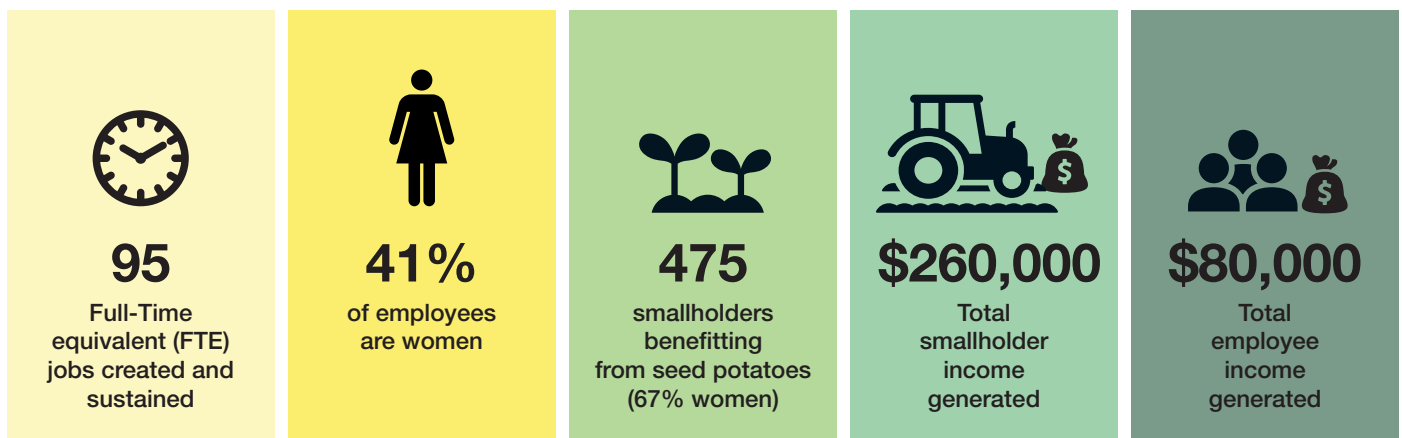 95
Full-Time
equivalent (FTE)
jobs created and
sustained
41%
of employees
are women
475
smallholders
benefitting
from seed potatoes
(67% women)
$
$260,000
Total
smallholder
income
generated
$
$80,000
Total
employee
income
generated